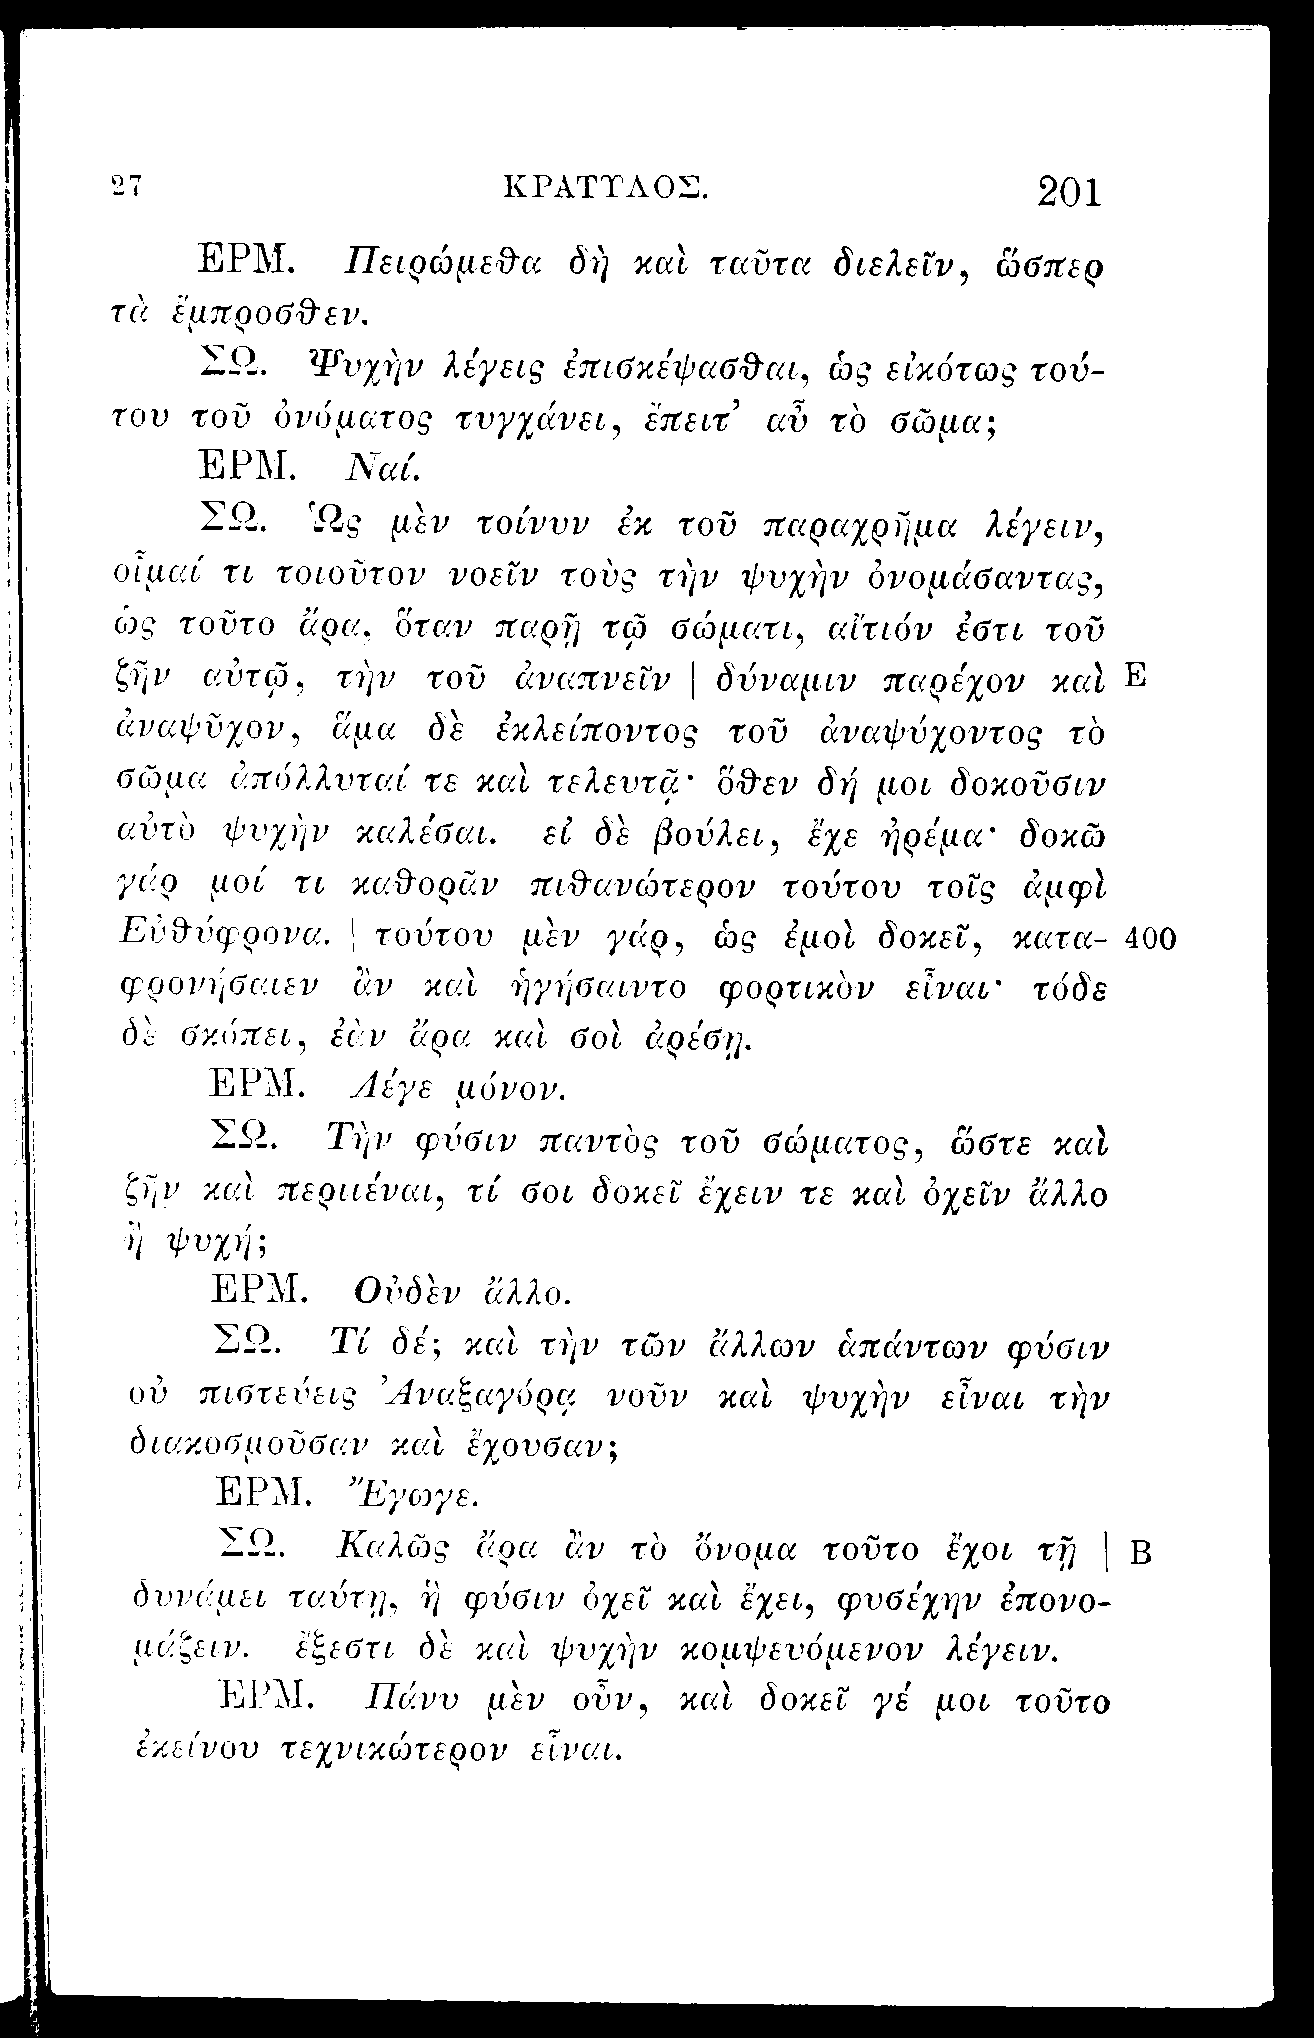 27 ΚΡΑΤΥΛΟΣ. 201
ΕΡΜ. Πειρώμεθα δὴ καὶ ταῦτα διελεῖν, ὥσπερ
τὰ ἔμπροσθεν.
ΣΩ. Ψυχὴν λέγεις ἐπισκέψασθαι, ὡς εἰκότως τού-
του τοῦ ὀνόματος τυγχάνει, ἔπειτ’ αὖ τὸ σῶμα;
ΕΡΜ. Ναί.
ΣΩ. Ὡς μὲν τοίνυν ἐκ τοῦ παραχρῆμα λέγειν,
οἶμαί τι τοιοῦτον νοεῖν τοὺς τὴν ψυχὴν ὀνομάσαντας,
ὡς τοῦτο ἄρα, ὅταν παρῇ τῷ σώματι, αἴτιόν ἐστι τοῦ
ζῆν αὐτῷ, τὴν τοῦ ἀναπνεῖν | δύναμιν παρέχον καὶ E
ἀναψῦχον, ἅμα δὲ ἐκλείποντος τοῦ ἀναψύχοντος τὸ
σῶμα ἀπόλλυταί τε καὶ τελευτᾷ· ὅθεν δή μοι δοκοῦσιν
αὐτὸ ψυχὴν καλέσαι. εἰ δὲ βούλει, ἔχε ἠρέμα· δοκῶ
γάρ μοί τι καθορᾶν πιθανώτερον τούτου τοῖς ἀμφὶ
Εὐθύφρονα. | τούτου μὲν γάρ, ὡς ἐμοὶ δοκεῖ, κατα- 400
φρονήσαιεν ἂν καὶ ἡγήσαιντο φορτικὸν εἶναι· τόδε
δὲ σκόπει, ἐὰν ἄρα καὶ σοὶ ἀρέσῃ.
ΕΡΜ. Λέγε μόνον.
ΣΩ. Τὴν φύσιν παντὸς τοῦ σώματος, ὥστε καὶ
ζῆν καὶ περιιέναι, τί σοι δοκεῖ ἔχειν τε καὶ ὀχεῖν ἄλλο
ἢ ψυχή;
ΕΡΜ. Οὐδὲν ἄλλο.
ΣΩ. Τί δέ; καὶ τὴν τῶν ἄλλων ἁπάντων φύσιν
οὐ πιστεύεις Ἀναξαγόρᾳ νοῦν καὶ ψυχὴν εἶναι τὴν
διακοσμοῦσαν καὶ ἔχουσαν;
ΕΡΜ. Ἔγωγε.
ΣΩ. Καλῶς ἄρα ἂν τὸ ὄνομα τοῦτο ἔχοι τῇ | B
δυνάμει ταύτῃ, ἣ φύσιν ὀχεῖ καὶ ἔχει, φυσέχην ἐπονο-
μάζειν. ἔξεστι δὲ καὶ ψυχὴν κομψευόμενον λέγειν.
ΕΡΜ. Πάνυ μὲν οὖν, καὶ δοκεῖ γέ μοι τοῦτο
ἐκείνου τεχνικώτερον εἶναι.